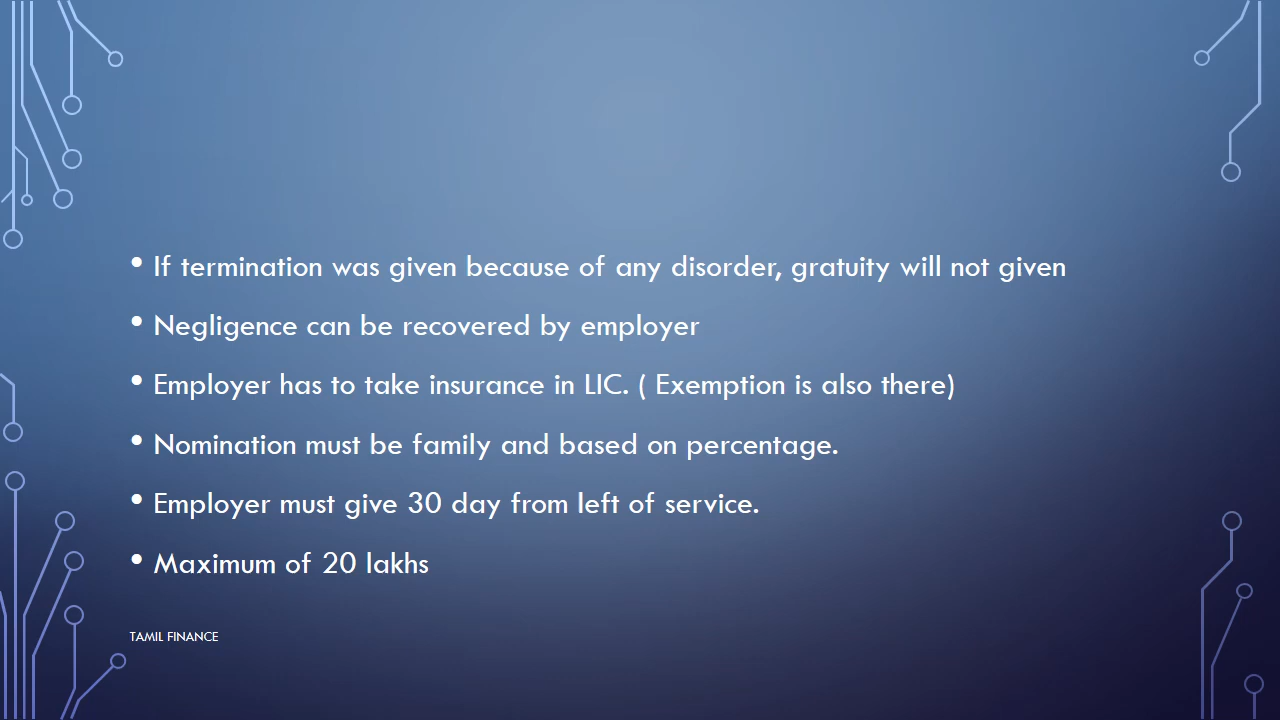 • If termination was given because of any disorder, gratuity will not given
• Negligence can be recovered by employer
• Employer has to take insurance in LIC. ( Exemption is also there)
• Nomination must be family and based on percentage.
• Employer must give 30 day from left of service.
• Maximum of 20 lakhs
TAMIL FINANCE